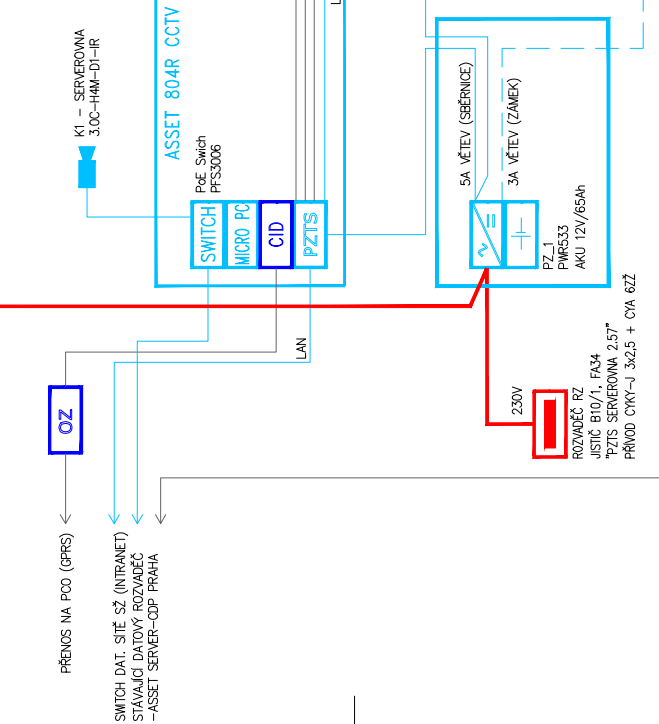 K1 – SERVEROVNA
3.0C–H4M–D1–IR
ASSET 804R CCTV
PoE Swich
PFS3006
SWITCH
MICRO PC
CID
PZTS
5A VĚTEV (SBĚRNICE)
3A VĚTEV (ZÁMEK)
PZ_1
PWR533
AKU 12V/65Ah
LAN
230V
ROZVADĚČ RZ
JISTIČ B10/1, FA34
"PZTS SERVEROVNA 2.57"
PŘÍVOD CYKY–J 3x2,5 + CYA 6ZŽ
OZ
PŘENOS NA PCO (GPRS)
SWITCH DAT. SÍTĚ SŽ (INTRANET)
STÁVAJÍCÍ DATOVÝ ROZVADĚČ
–ASSET SERVER–CDP PRAHA